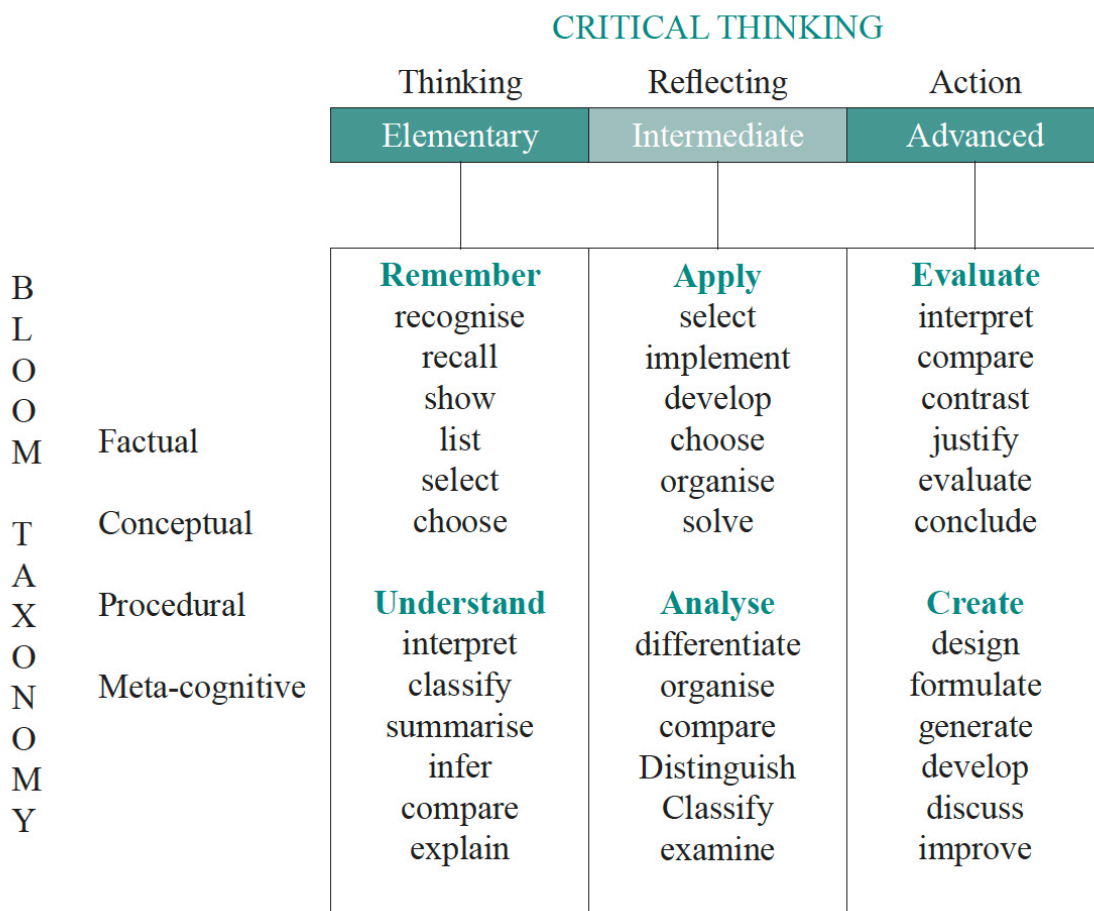 CRITICAL THINKING
Thinking Reflecting Action
Elementary Intermediate Advanced
BLOOM TAXONOMY
Factual
Conceptual
Procedural
Meta-cognitive
Remember
recognise
recall
show
list
select
choose
Understand
interpret
classify
summarise
infer
compare
explain
Apply
select
implement
develop
choose
organise
solve
Analyse
differentiate
organise
compare
Distinguish
Classify
examine
Evaluate
interpret
compare
contrast
justify
evaluate
conclude
Create
design
formulate
generate
develop
discuss
improve